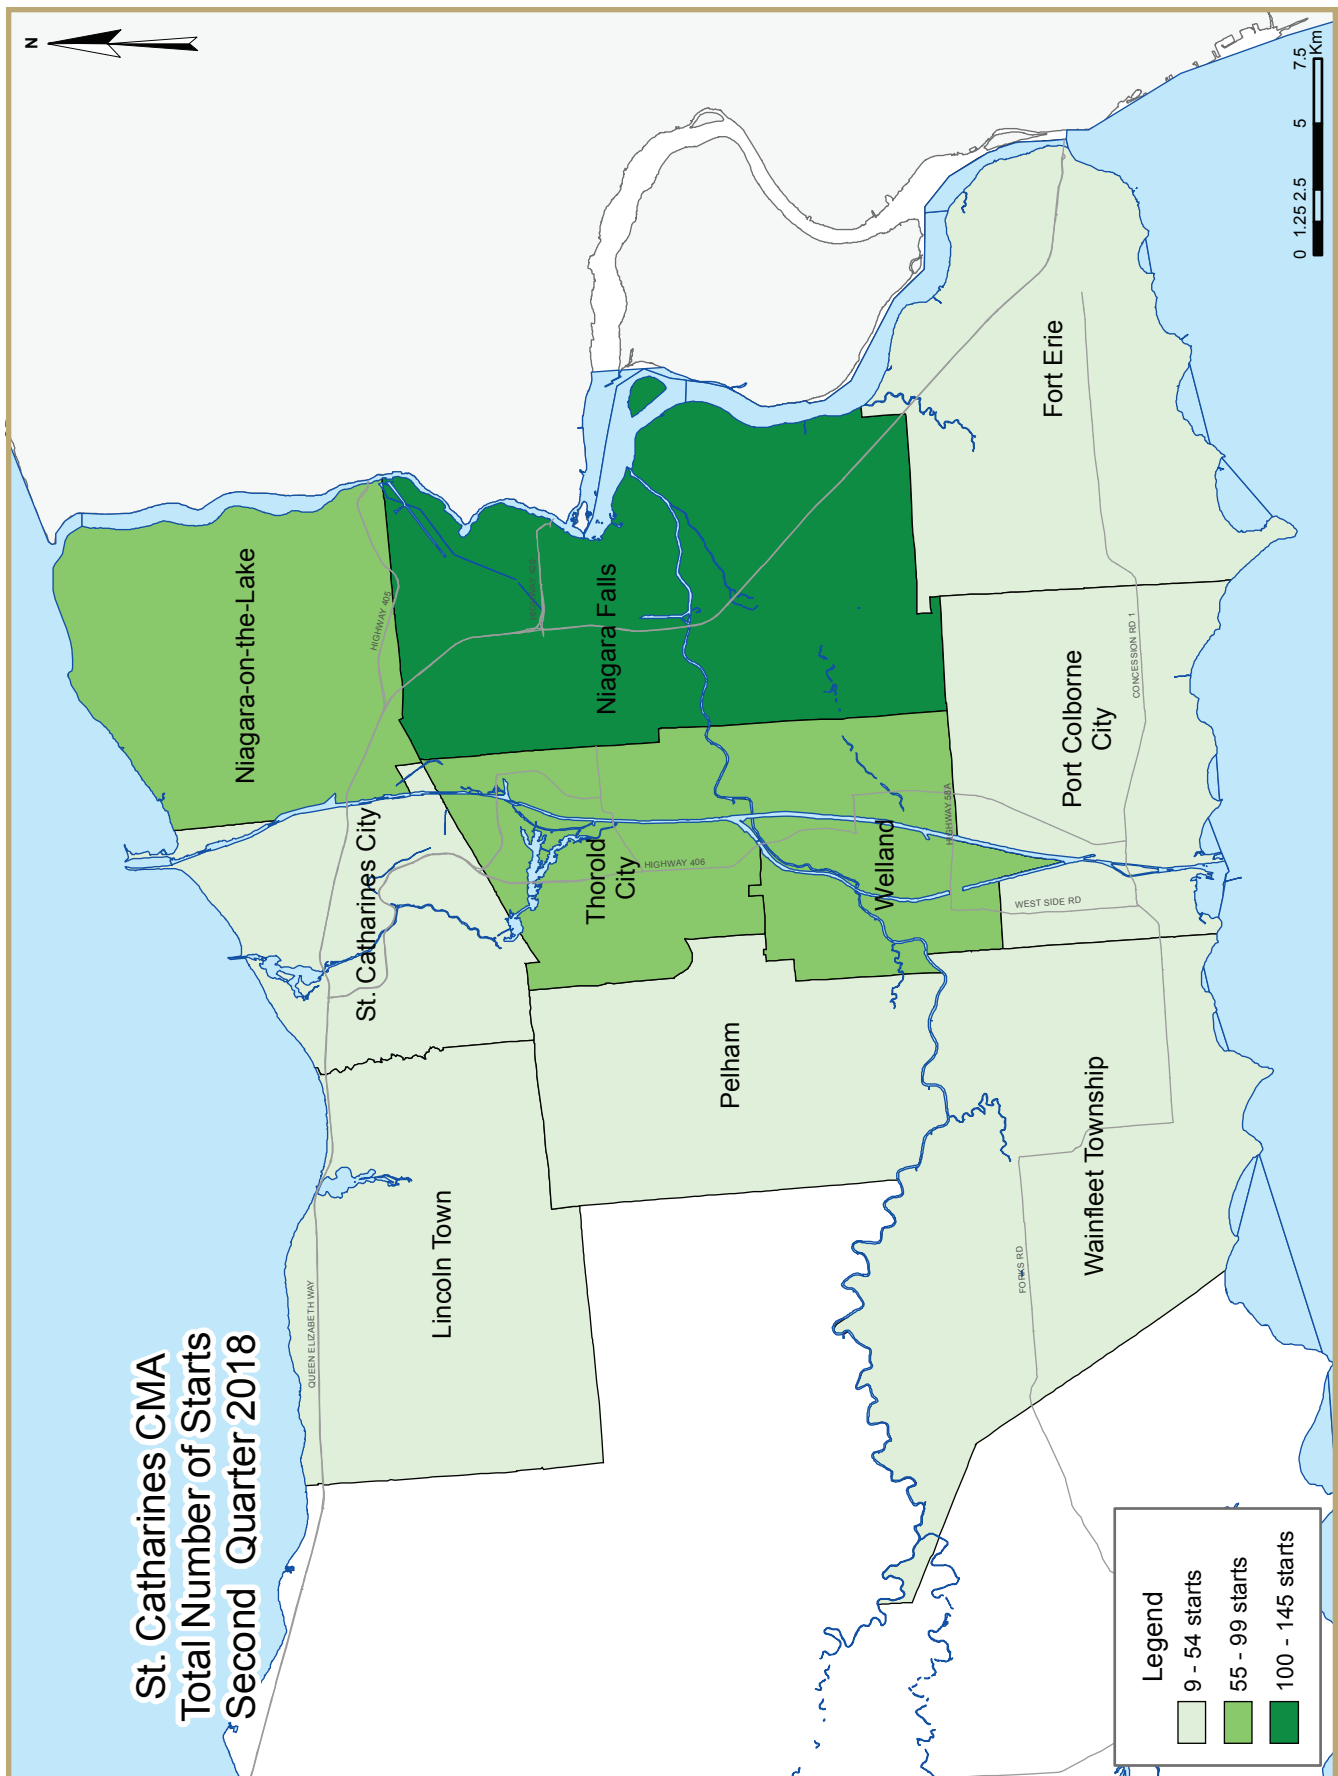 St. Catharines CMA
Total Number of Starts
Second Quarter 2018
N
Niagara-on-the-Lake
HIGHWAY 405
St. Catharines City
QUEEN ELIZABETH WAY
Lincoln Town
Niagara Falls
Thorold
City
HIGHWAY 406
Pelham
Welland
HIGHWAY 58A
WEST SIDE RD
Fort Erie
Port Colborne
City
CONCESSION RD 1
Wainfleet Township
FORKS RD
Legend
9 - 54 starts
55 - 99 starts
100 - 145 starts
0 1.25 2.5 5 7.5
Km